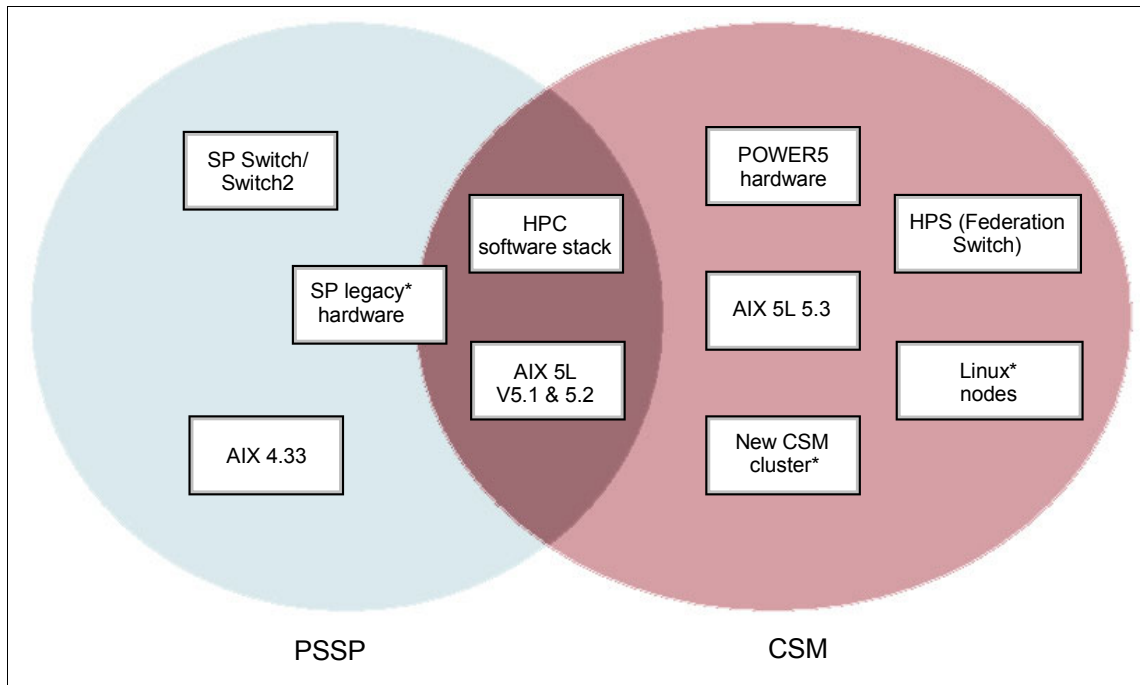 SP Switch/
Switch2
SP legacy*
hardware
AIX 4.33
HPC
software stack
AIX 5L
V5.1 & 5.2
POWER5
hardware
AIX 5L 5.3
New CSM
cluster*
HPS (Federation
Switch)
Linux*
nodes
PSSP
CSM